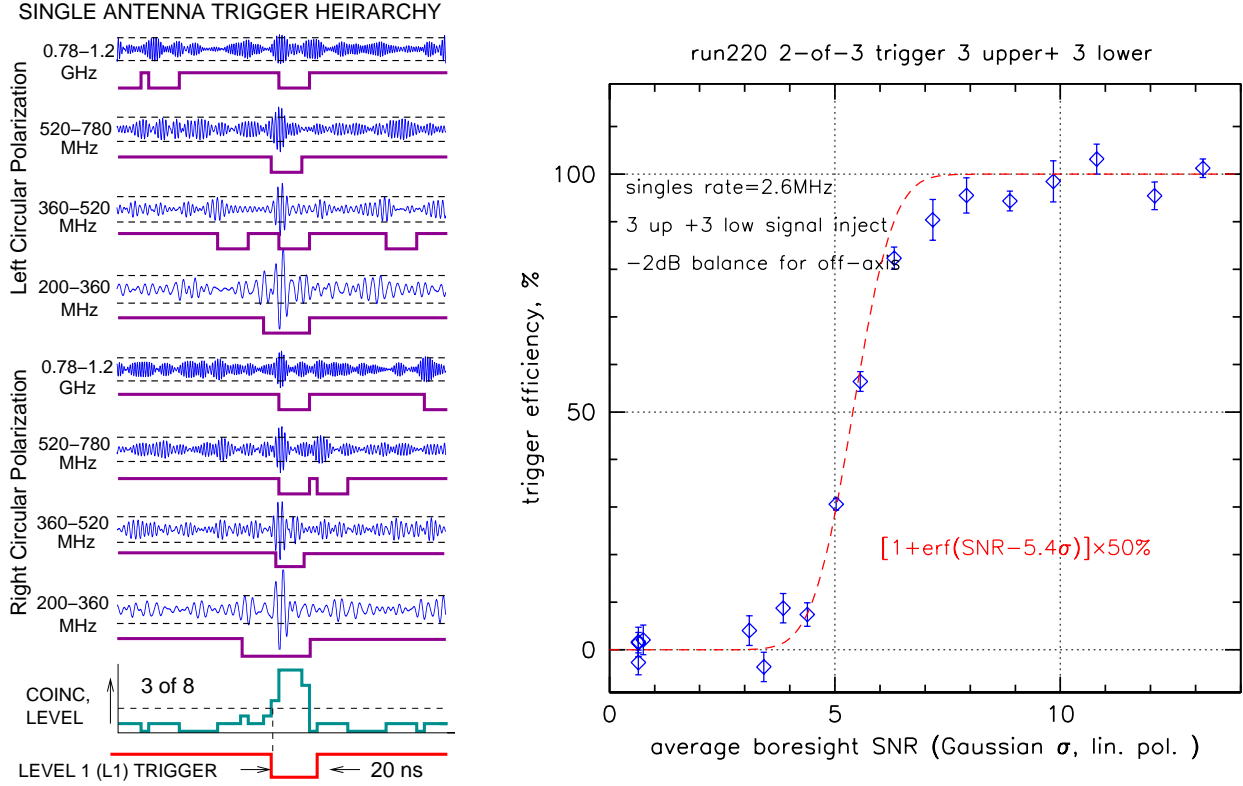 SINGLE ANTENNA TRIGGER HEIRARCHY
Left Circular Polarization
0.78−1.2
GHz
520−780
MHz
360−520
MHz
200−360
MHz
Right Circular Polarization
0.78−1.2
GHz
520−780
MHz
360−520
MHz
200−360
MHz
COINC,
LEVEL
3 of 8
LEVEL 1 (L1) TRIGGER
20 ns
run220 2−of−3 trigger 3 upper+ 3 lower
trigger efficiency, %
100
50
0
singles rate=2.6MHz
3 up +3 low signal inject
−2dB balance for off−axis
[1+erf(SNR−5.4σ)]×50%
0 5 10
average boresight SNR (Gaussian σ, lin. pol. )